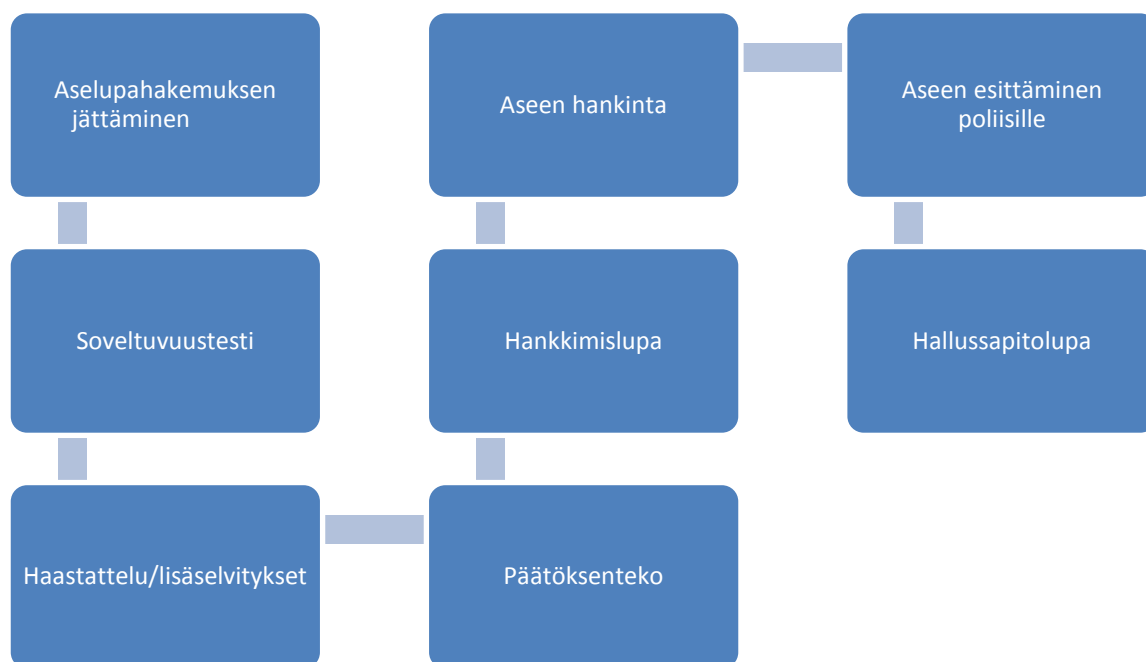 Aselupahakemuksen
jättäminen
Soveltuvuustesti
Haastattelu/lisäselvitykset
Päätöksenteko
Hankkimislupa
Aseen hankinta
Aseen esittäminen
poliisille
Hallussapitolupa